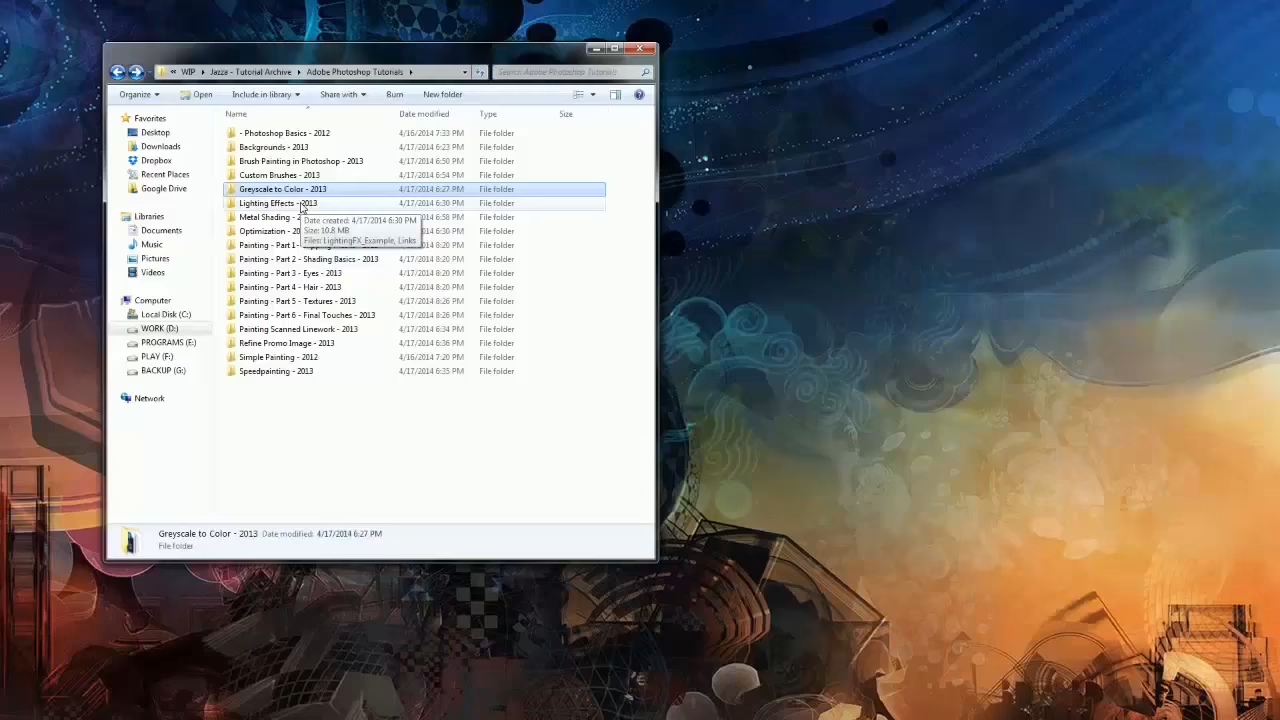 WIP Jazza - Tutorial Archive Adobe Photoshop Tutorials Search Adobe Photoshop Tutorials
Organize Open Include in library Share with Burn New folder
Name Date modified Type Size
Favorites
Desktop
Downloads
Dropbox
Recent Places
Google Drive
Libraries
Documents
Music
Pictures
Videos
Computer
Local Disk (C:)
WORK (D:)
PROGRAMS (E:)
PLAY (F:)
BACKUP (G:)
Network
- Photoshop Basics - 2012 4/16/2014 7:33 PM File folder
Backgrounds - 2013 4/17/2014 6:23 PM File folder
Brush Painting in Photoshop - 2013 4/17/2014 6:50 PM File folder
Custom Brushes - 2013 4/17/2014 6:54 PM File folder
Greyscale to Color - 2013 4/17/2014 6:27 PM File folder
Lighting Effects - 2013 4/17/2014 6:30 PM File folder
Metal Shading - 6:58 PM File folder
Optimization - 6:30 PM File folder
Painting - Part 1 - 8:20 PM File folder
Painting - Part 2 - Shading Basics - 2013 4/17/2014 8:20 PM File folder
Painting - Part 3 - Eyes - 2013 4/17/2014 8:20 PM File folder
Painting - Part 4 - Hair - 2013 4/17/2014 8:20 PM File folder
Painting - Part 5 - Textures - 2013 4/17/2014 8:26 PM File folder
Painting - Part 6 - Final Touches - 2013 4/17/2014 8:26 PM File folder
Painting Scanned Linework - 2013 4/17/2014 6:34 PM File folder
Refine Promo Image - 2013 4/17/2014 6:36 PM File folder
Simple Painting - 2012 4/16/2014 7:20 PM File folder
Speedpainting - 2013 4/17/2014 6:35 PM File folder
Date created: 4/17/2014 6:30 PM
Size: 10.8 MB
Files: LightingFX_Example, Links
Greyscale to Color - 2013 Date modified: 4/17/2014 6:27 PM
File folder